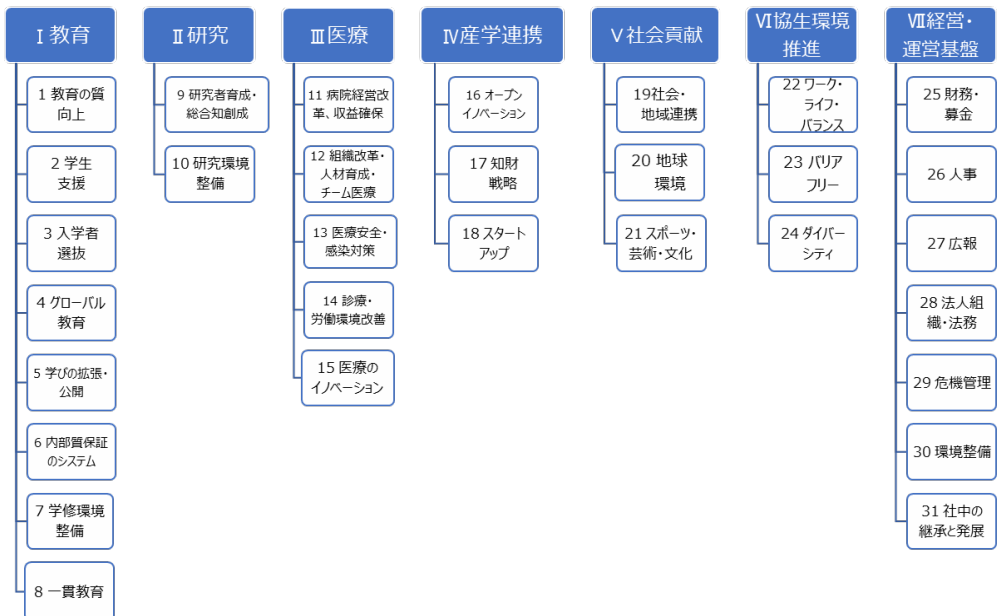 Ⅰ教育
1 教育の質
向上
2 学生
支援
3 入学者
選抜
4 グローバル
教育
5 学びの拡張・
公開
6 内部質保証
のシステム
7 学修環境
整備
8 一貫教育
Ⅱ研究
9 研究者育成・
総合知創成
10 研究環境
整備
Ⅲ医療
11 病院経営改
革、収益確保
12 組織改革・
人材育成・
チーム医療
13 医療安全・
感染対策
14 診療・
労働環境改善
15 医療の
イノベーション
Ⅳ産学連携
16 オープン
イノベーション
17 知財
戦略
18 スタート
アップ
Ⅴ社会貢献
19社会・
地域連携
20 地球
環境
21 スポーツ・
芸術・文化
Ⅵ協生環境
推進
22 ワーク・
ライフ・
バランス
23 バリア
フリー
24 ダイバー
シティ
Ⅶ経営・
運営基盤
25 財務・
募金
26 人事
27 広報
28 法人組
織・法務
29 危機管理
30 環境整備
31 社中の
継承と発展